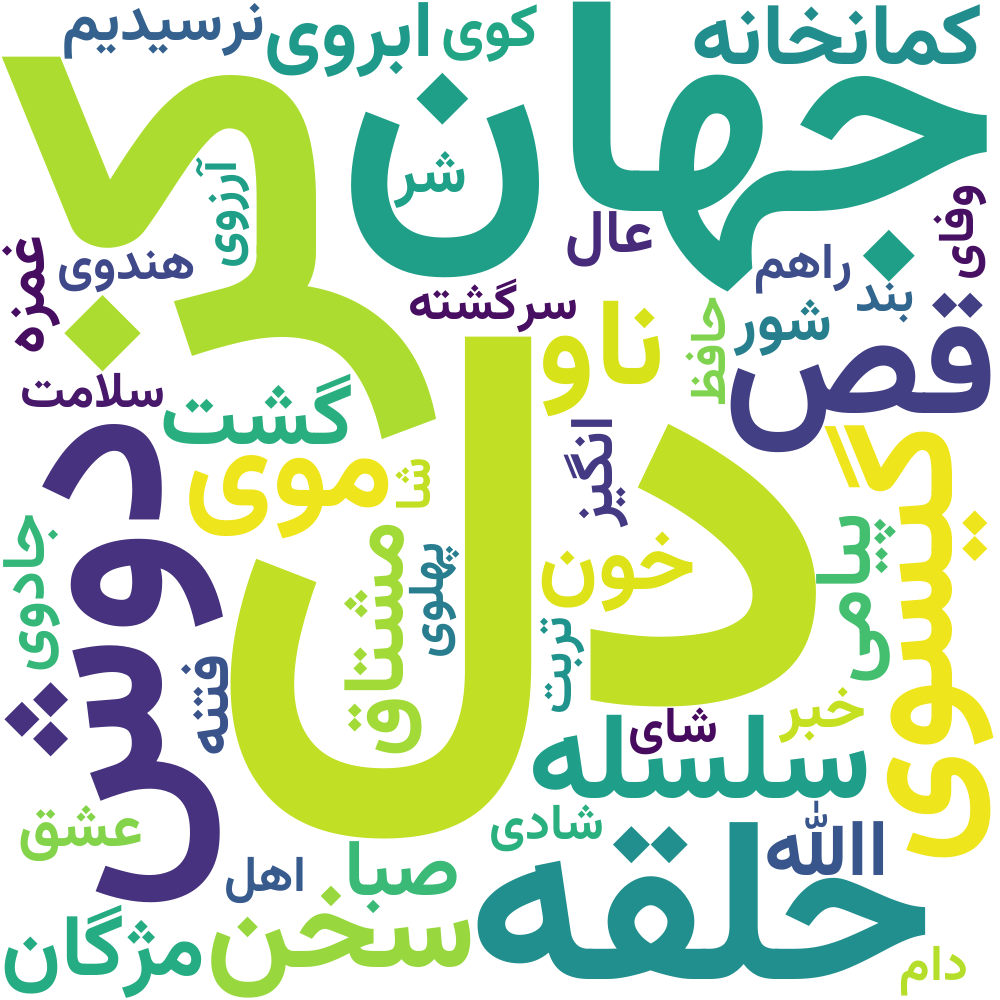 کمانخانه
کوی
ابروی
نرسیدیم
جهان
شر
آرزوی
وفای
عال
راهم
بند
هندوی
غمزه
سرگشته
حافظ
شور
ناو
قص
سلامت
گشت
دل
دوش
موی
شا
انگیز
گیسوی
پیامی
جادوی
مشتاق
پهلوی
خون
تربت
فتنه
خبر
شای
سلسله
عشق
شادی
صبا
اهل
حلقه
االله
سخن
مژگان
دام